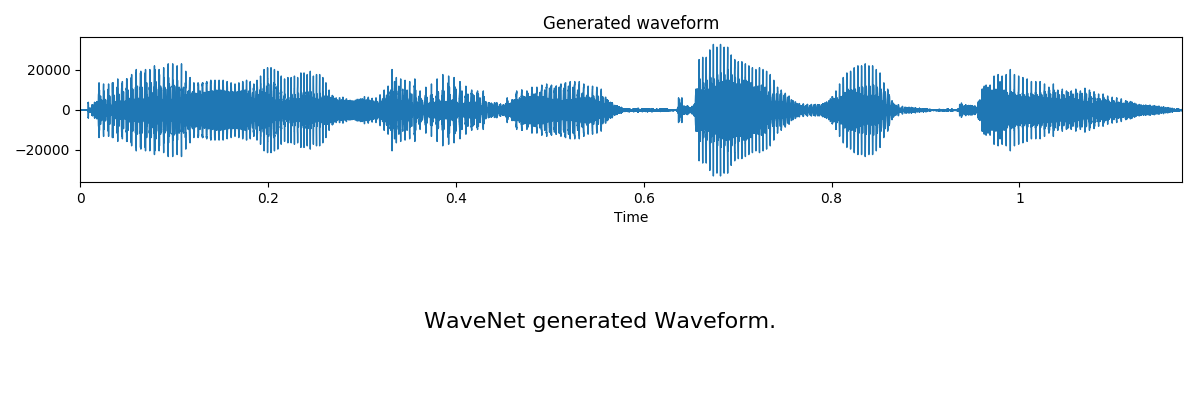 Generated waveform
20000
0
−20000
0 0.2 0.4 0.6 0.8 1
Time
WaveNet generated Waveform.